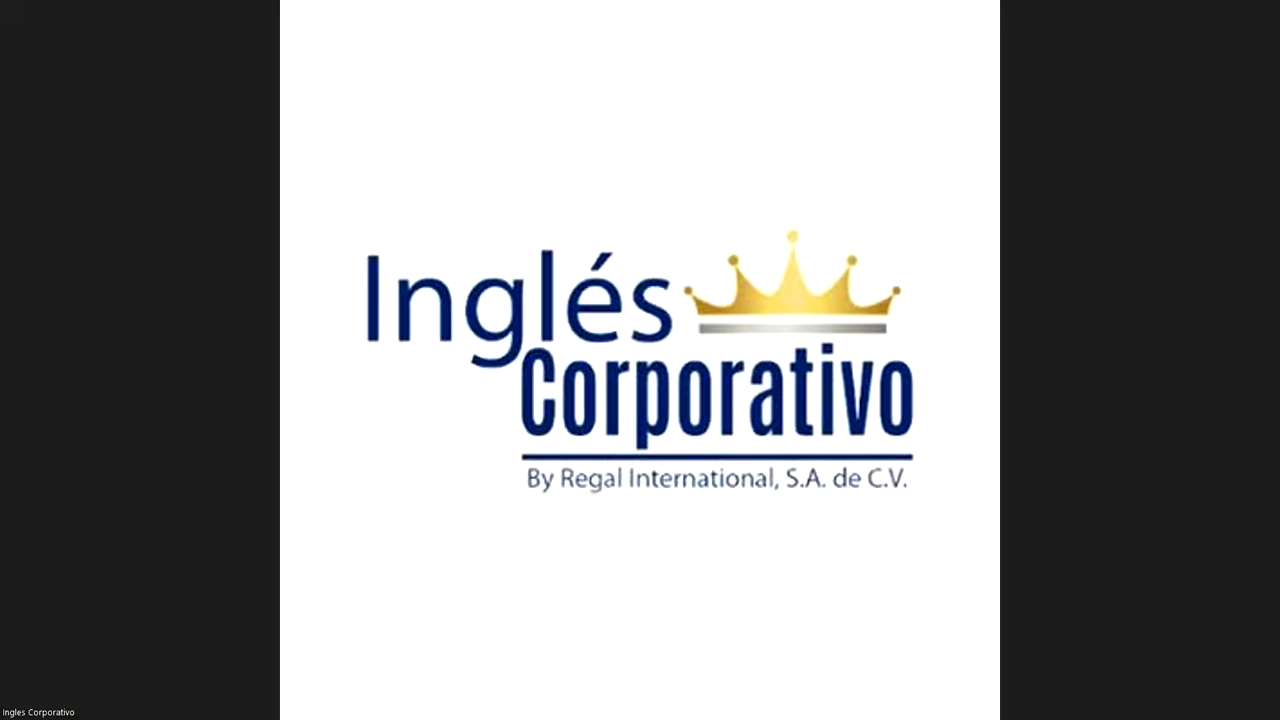 Inglés
Corporativo
By Regal International, S.A. de C.V.
Ingles Corporativo